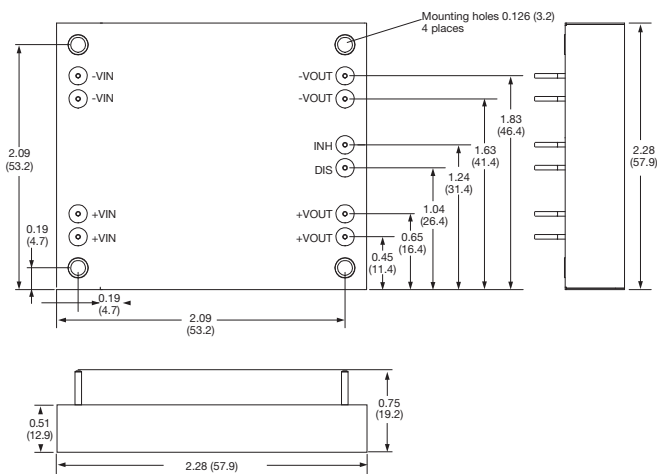 Mounting holes 0.126 (3.2)
4 places
-VIN
-VOUT
-VIN
-VOUT
1.83
(46.4)
INH
1.63
(41.4)
2.09
(53.2)
2.28
(57.9)
DIS
1.24
(31.4)
1.04
(26.4)
+VIN
+VOUT
0.65
(16.4)
0.19
(4.7)
+VIN
+VOUT
0.45
(11.4)
0.19
(4.7)
2.09
(53.2)
0.51
(12.9)
0.75
(19.2)
2.28 (57.9)